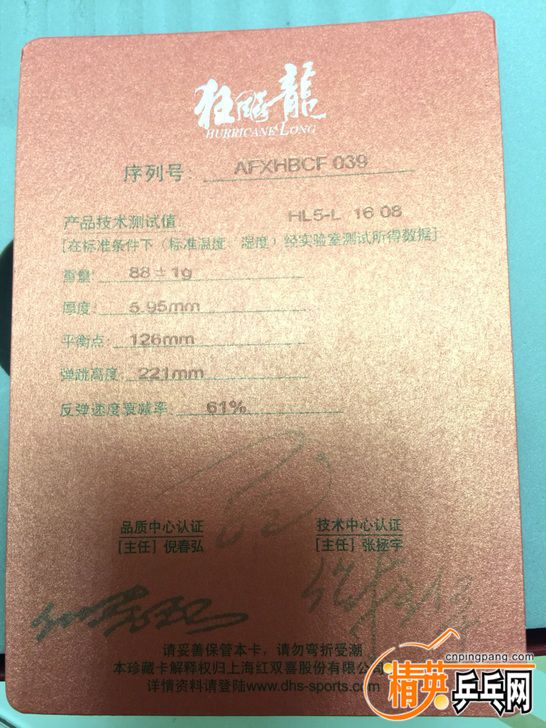 狂飚龍
HURRICANE LONG
序列号: AFXHBCF 039
产品技术测试值: HL5-L 16 08
[在标准条件下（标准温度、湿度）经实验室测试所得数据]
重量: 88±1g
厚度: 5.95mm
平衡点: 126mm
弹跳高度: 221mm
反弹速度衰减率: 61%
品质中心认证 技术中心认证
[主任] 倪春弘 [主任] 张拯宇
请妥善保管本卡，请勿弯折受潮
本珍藏卡解释权归上海红双喜股份有限公
详情资料请登陆www.dhs-sports.com
cnpingpang.com
精英乒乓网